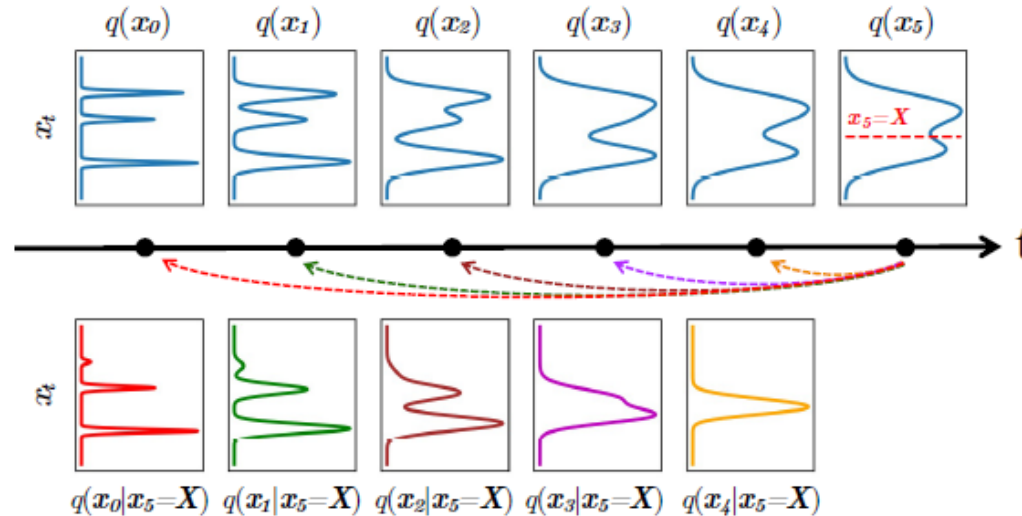 q(x₀) q(x₁) q(x₂) q(x₃) q(x₄) q(x₅)
xₜ
x₅=X
t
xₜ
q(x₀|x₅=X) q(x₁|x₅=X) q(x₂|x₅=X) q(x₃|x₅=X) q(x₄|x₅=X)